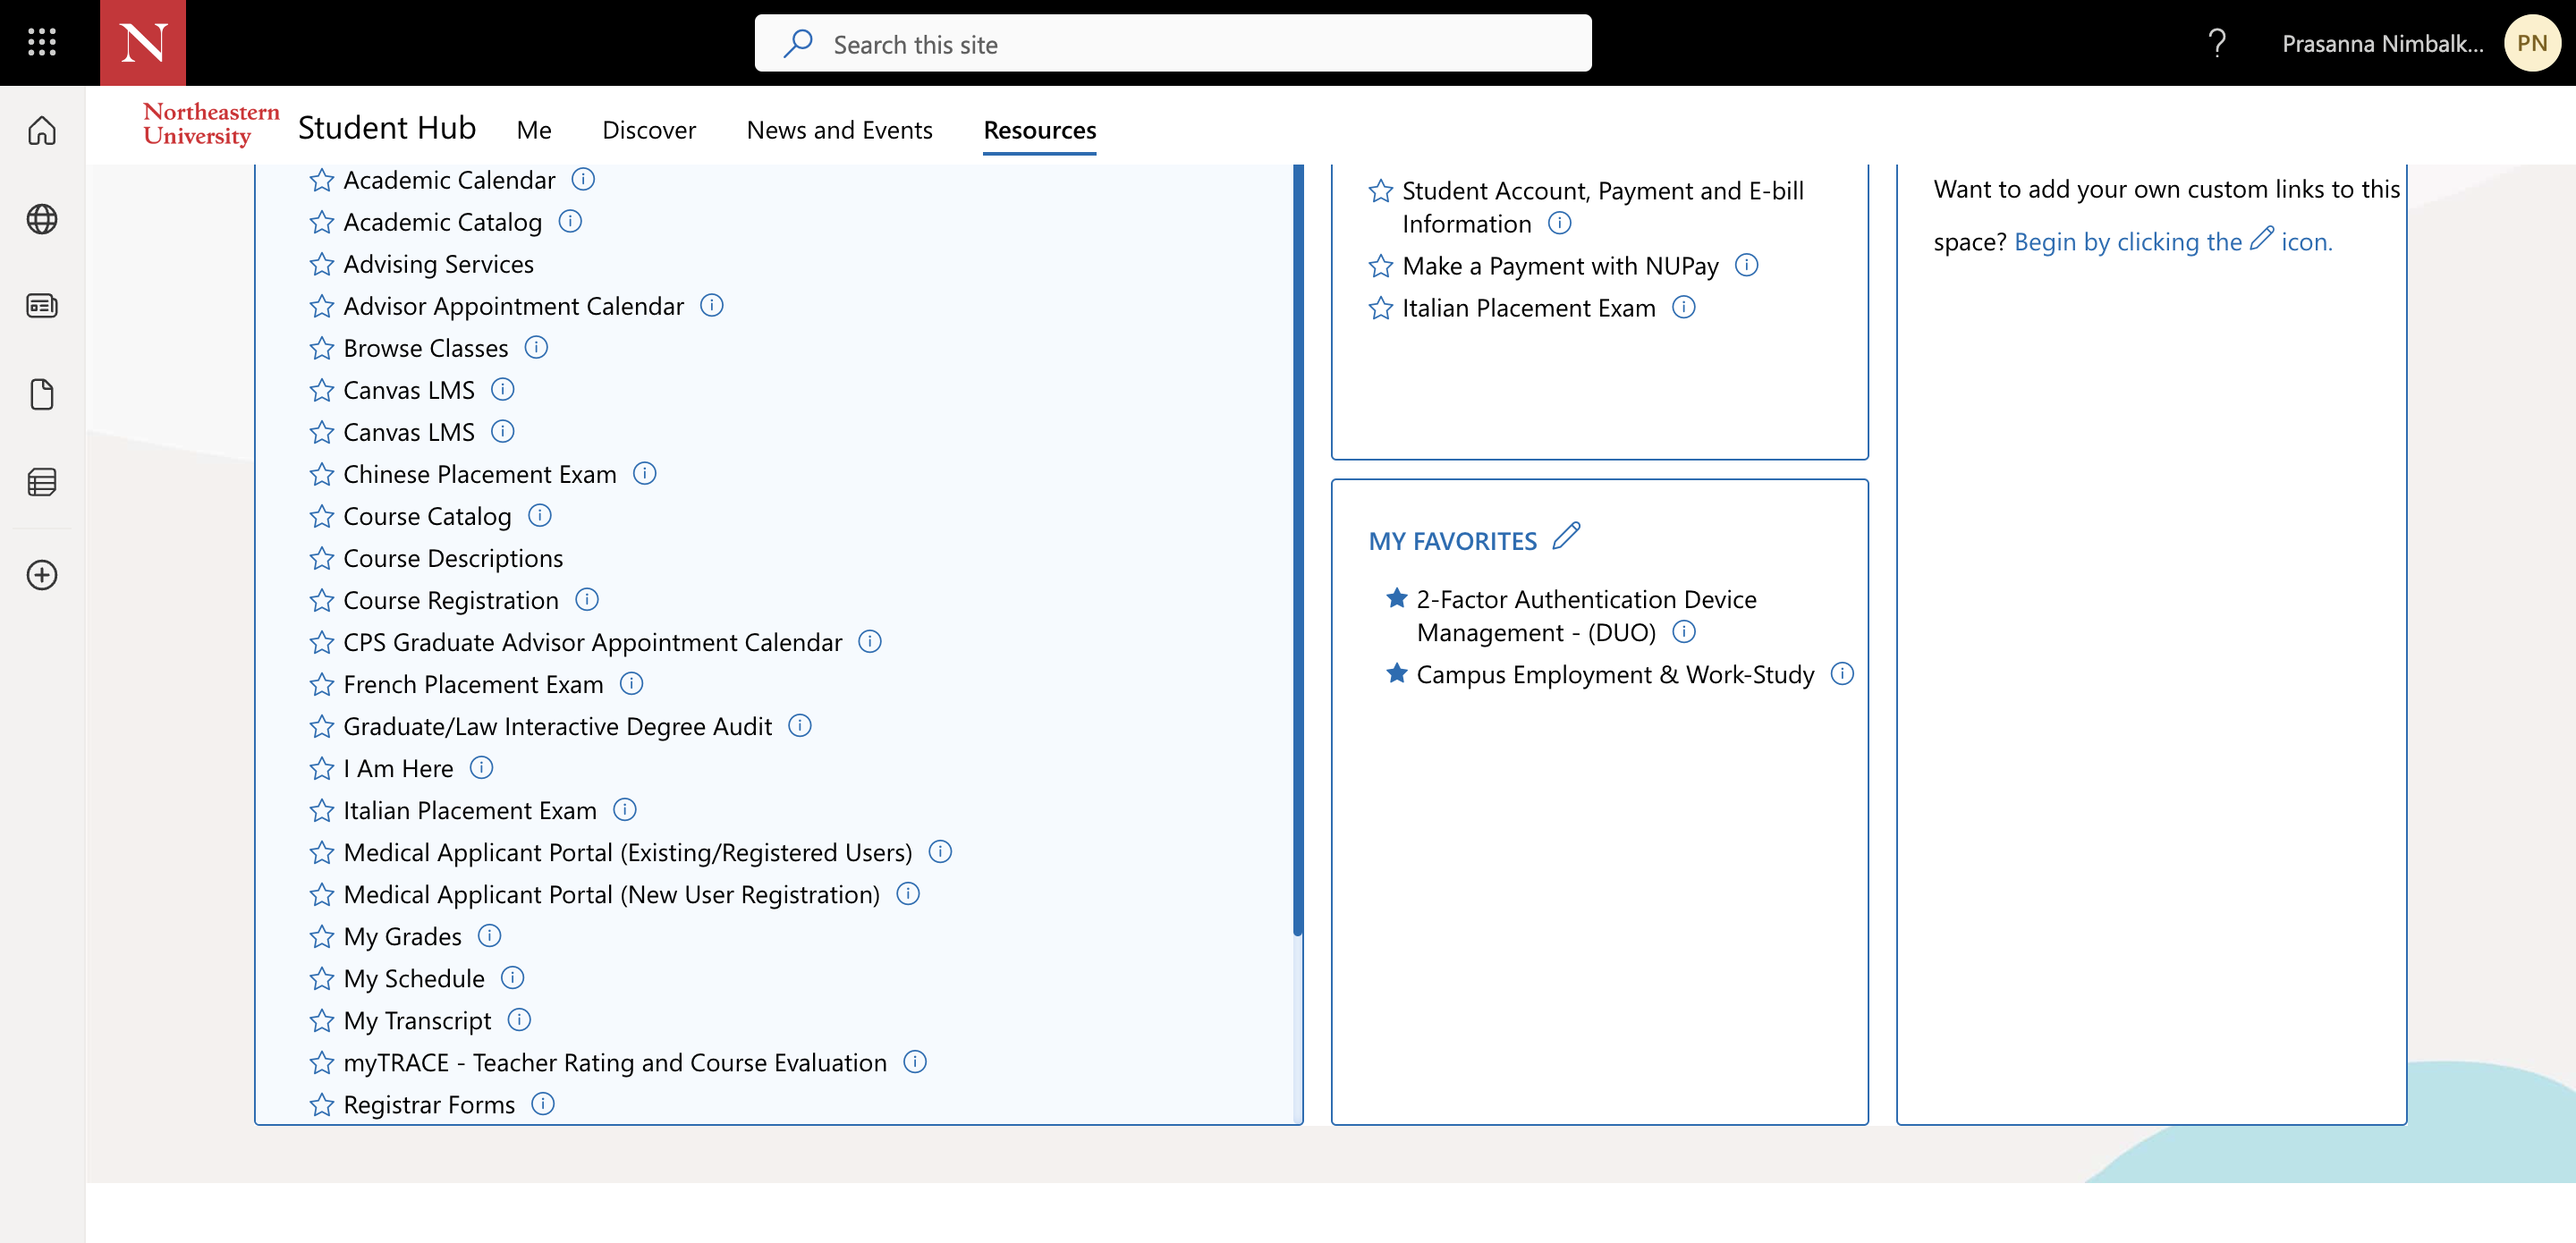 N
Search this site
?
Prasanna Nimbalk...
PN
Northeastern
University
Student Hub
Me
Discover
News and Events
Resources
Academic Calendar
Academic Catalog
Advising Services
Advisor Appointment Calendar
Browse Classes
Canvas LMS
Canvas LMS
Chinese Placement Exam
Course Catalog
Course Descriptions
Course Registration
CPS Graduate Advisor Appointment Calendar
French Placement Exam
Graduate/Law Interactive Degree Audit
I Am Here
Italian Placement Exam
Medical Applicant Portal (Existing/Registered Users)
Medical Applicant Portal (New User Registration)
My Grades
My Schedule
My Transcript
myTRACE - Teacher Rating and Course Evaluation
Registrar Forms
Student Account, Payment and E-bill
Information
Make a Payment with NUPay
Italian Placement Exam
MY FAVORITES
2-Factor Authentication Device
Management - (DUO)
Campus Employment & Work-Study
Want to add your own custom links to this
space? Begin by clicking the icon.